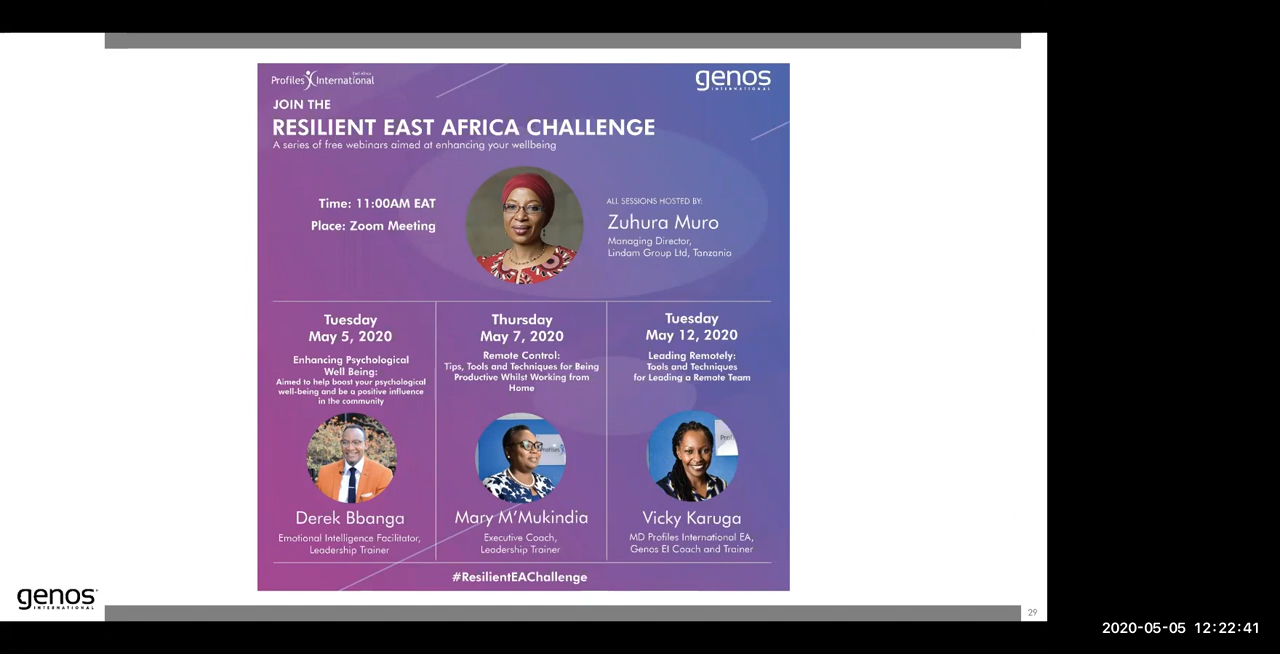 Profiles International
East Africa
genos
INTERNATIONAL
JOIN THE
RESILIENT EAST AFRICA CHALLENGE
A series of free webinars aimed at enhancing your wellbeing
Time: 11:00AM EAT
Place: Zoom Meeting
ALL SESSIONS HOSTED BY:
Zuhura Muro
Managing Director,
Lindam Group Ltd, Tanzania
Tuesday
May 5, 2020
Enhancing Psychological
Well Being:
Aimed to help boost your psychological
well-being and be a positive influence
in the community
Derek Bbanga
Emotional Intelligence Facilitator,
Leadership Trainer
Thursday
May 7, 2020
Remote Control:
Tips, Tools and Techniques for Being
Productive Whilst Working from
Home
Mary M'Mukindia
Executive Coach,
Leadership Trainer
Tuesday
May 12, 2020
Leading Remotely:
Tools and Techniques
for Leading a Remote Team
Vicky Karuga
MD Profiles International EA,
Genos EI Coach and Trainer
#ResilientEAChallenge
genos
INTERNATIONAL
29
2020-05-05 12:22:41